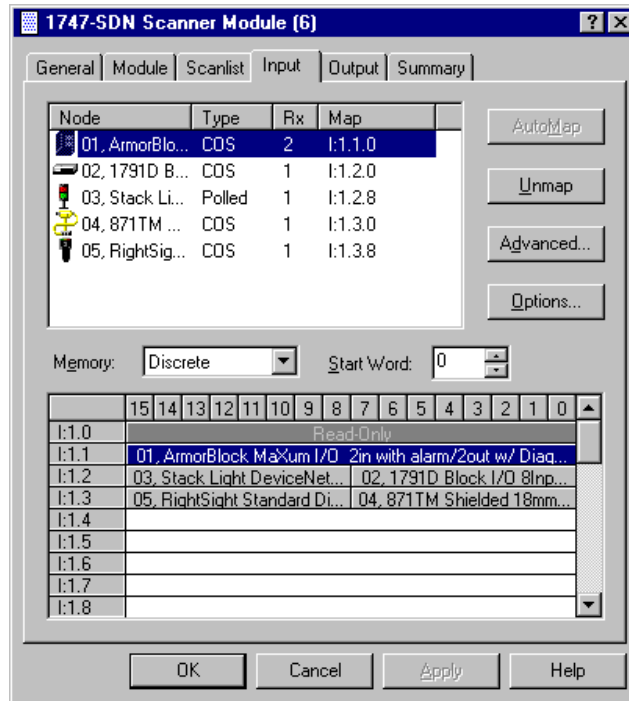 1747-SDN Scanner Module (6)
General Module Scanlist Input Output Summary
Node Type Rx Map
01, ArmorBlo... COS 2 I:1.1.0
02, 1791D B... COS 1 I:1.2.0
03, Stack Li... Polled 1 I:1.2.8
04, 871TM ... COS 1 I:1.3.0
05, RightSig... COS 1 I:1.3.8
AutoMap
Unmap
Advanced...
Options...
Memory: Discrete Start Word: 0
15 14 13 12 11 10 9 8 7 6 5 4 3 2 1 0
I:1.0 Read-Only
I:1.1 01, ArmorBlock MaXum I/O 2in with alarm/2out w/ Diaq...
I:1.2 03, Stack Light DeviceNet... 02, 1791D Block I/O 8Inp...
I:1.3 05, RightSight Standard Di... 04, 871TM Shielded 18mm...
I:1.4
I:1.5
I:1.6
I:1.7
I:1.8
OK Cancel Apply Help